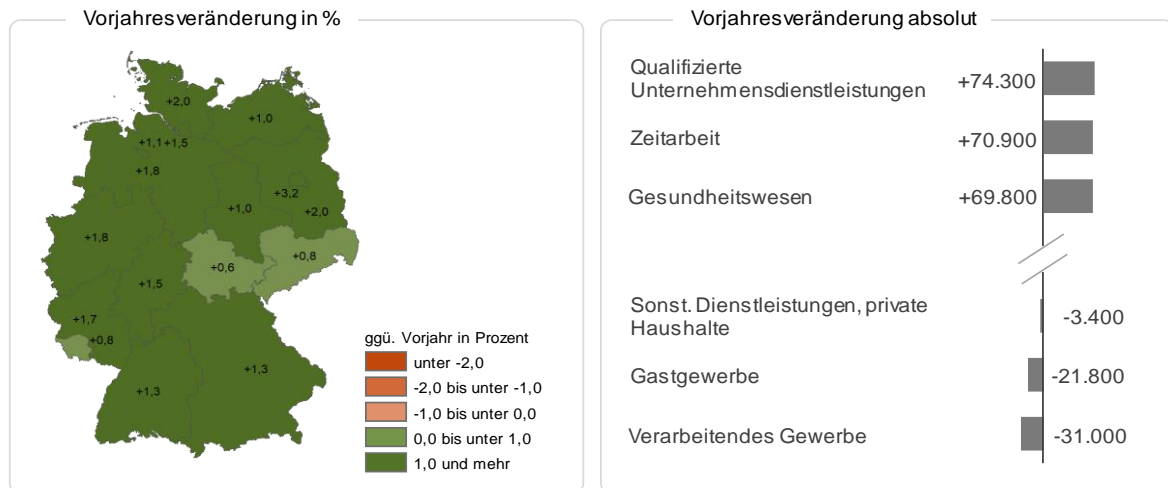 Vorjahresveränderung in %
+2,0
+1,0
+1,1 +1,5
+1,8
+3,2
+1,0
+2,0
+1,8
+0,8
+0,6
+1,5
+1,7
+0,8
+1,3
+1,3
ggü. Vorjahr in Prozent
unter -2,0
-2,0 bis unter -1,0
-1,0 bis unter 0,0
0,0 bis unter 1,0
1,0 und mehr
Vorjahresveränderung absolut
Qualifizierte
Unternehmensdienstleistungen
+74.300
Zeitarbeit
+70.900
Gesundheitswesen
+69.800
Sonst. Dienstleistungen, private
Haushalte
-3.400
Gastgewerbe
-21.800
Verarbeitendes Gewerbe
-31.000